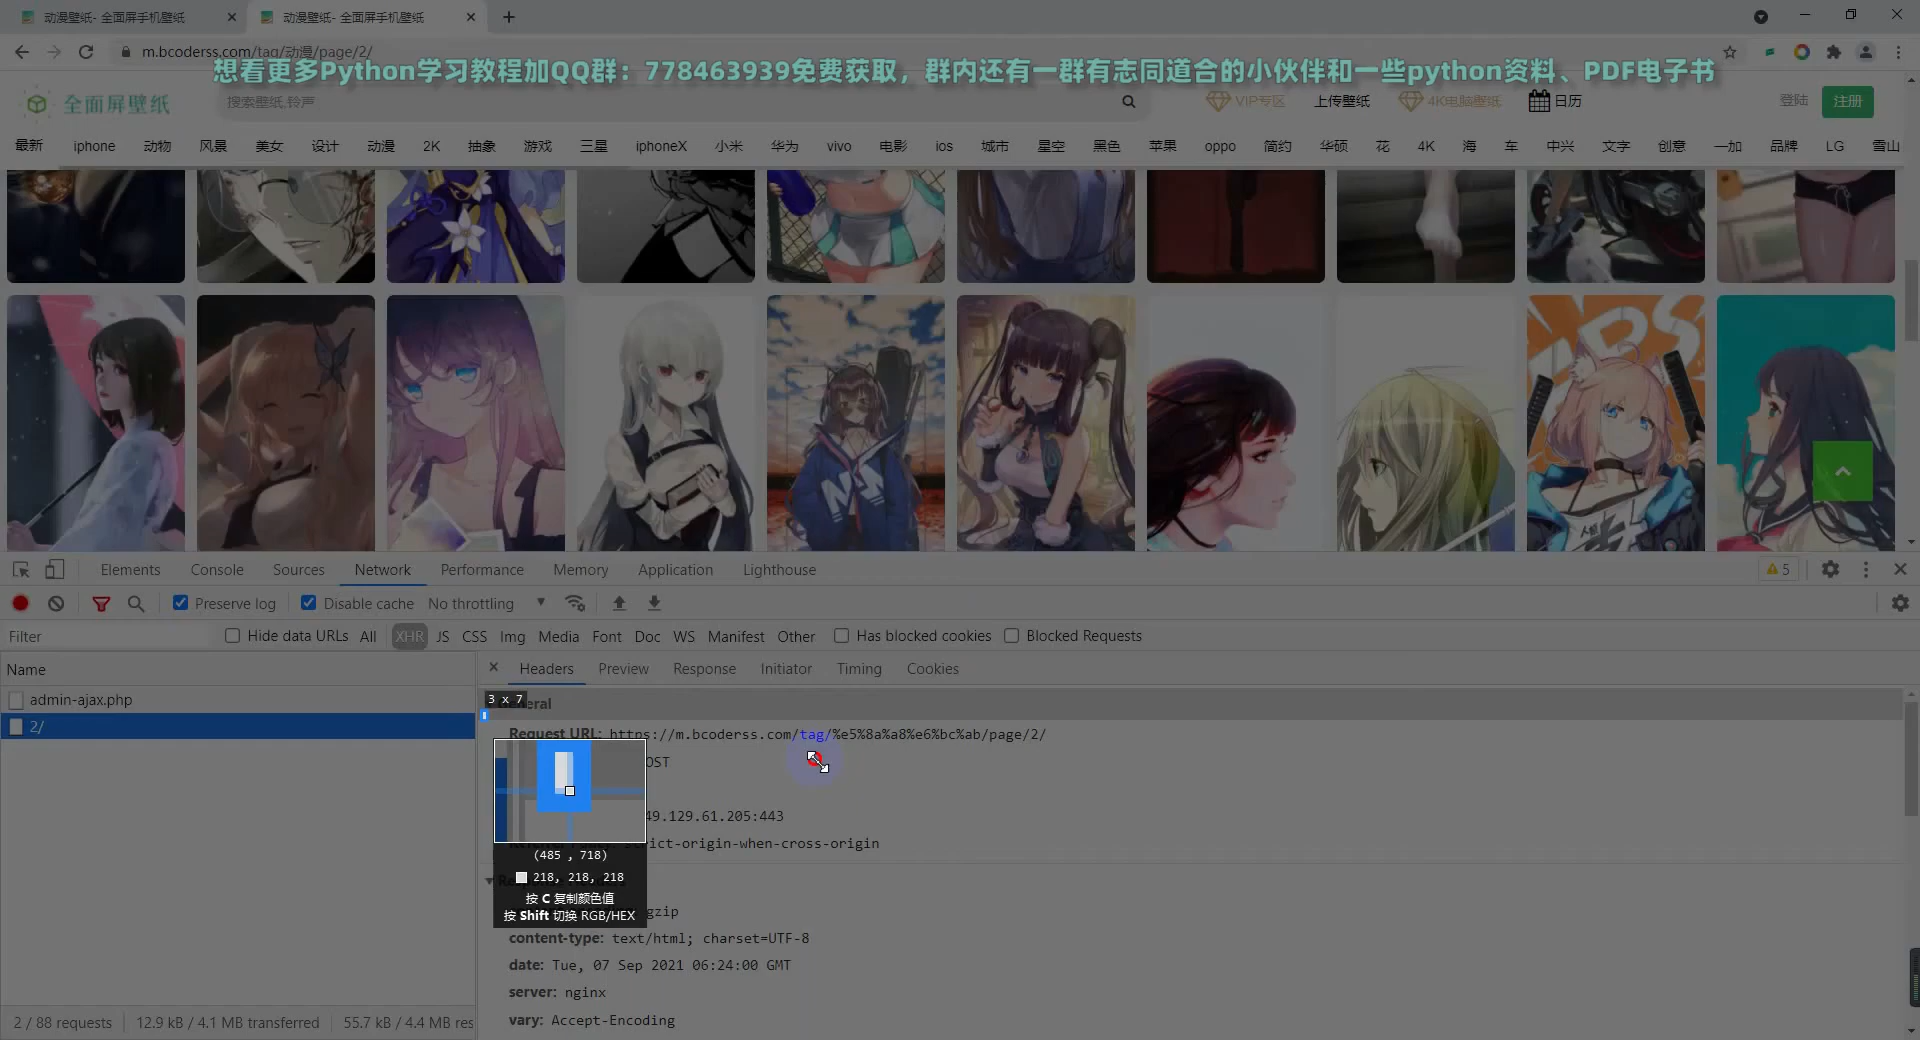 动漫壁纸- 全面屏手机壁纸
动漫壁纸- 全面屏手机壁纸
m.bcoderss.com/tag/动漫/page/2/
想看更多Python学习教程加QQ群：778463939免费获取，群内还有一群有志同道合的小伙伴和一些python资料、PDF电子书
全面屏壁纸
搜索壁纸,铃声
VIP专区
上传壁纸
4K电脑壁纸
日历
登陆
注册
最新 iphone 动物 风景 美女 设计 动漫 2K 抽象 游戏 三星 iphoneX 小米 华为 vivo 电影 ios 城市 星空 黑色 苹果 oppo 简约 华硕 花 4K 海 车 中兴 文字 创意 一加 品牌 LG 雪山
Elements Console Sources Network Performance Memory Application Lighthouse 5
Preserve log Disable cache No throttling
Filter Hide data URLs All XHR JS CSS Img Media Font Doc WS Manifest Other Has blocked cookies Blocked Requests
Name
Headers Preview Response Initiator Timing Cookies
admin-ajax.php
2/
3 x 7
neral
Request URL: https://m.bcoderss.com/tag/%e5%8a%a8%e6%bc%ab/page/2/
OST
49.129.61.205:443
strict-origin-when-cross-origin
(485 , 718)
218, 218, 218
按 C 复制颜色值
按 Shift 切换 RGB/HEX
gzip
content-type: text/html; charset=UTF-8
date: Tue, 07 Sep 2021 06:24:00 GMT
server: nginx
vary: Accept-Encoding
2 / 88 requests 12.9 kB / 4.1 MB transferred 55.7 kB / 4.4 MB res